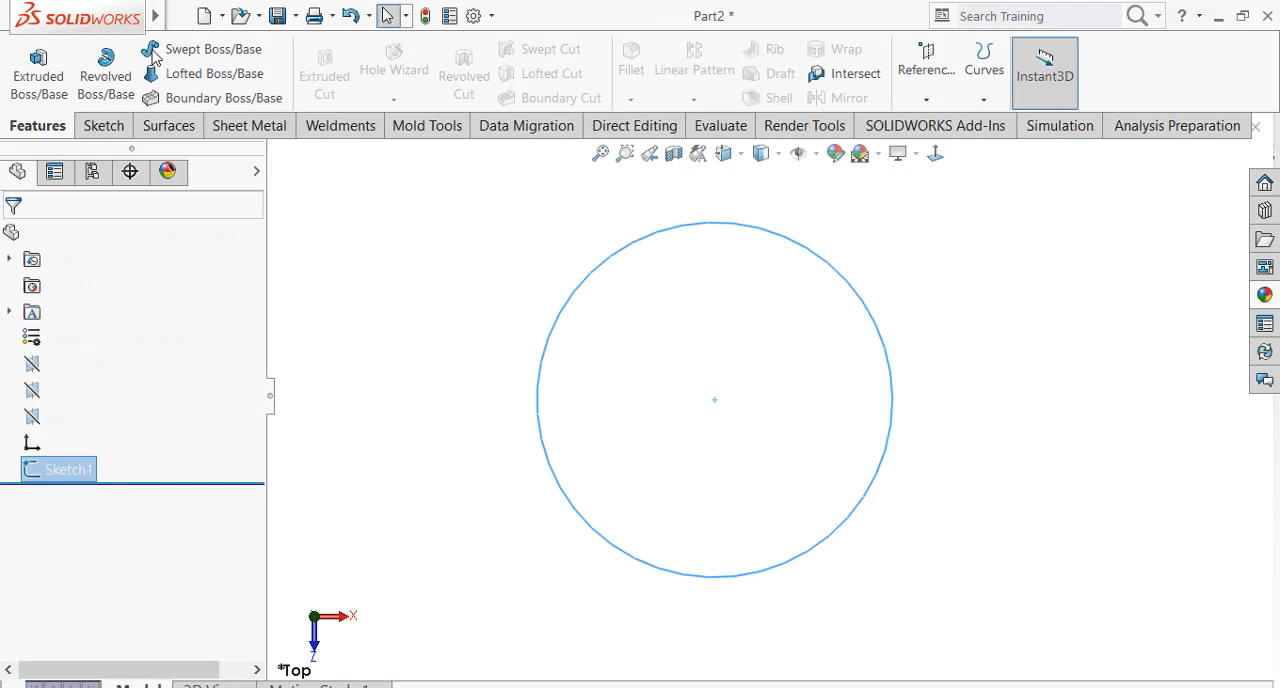 SOLIDWORKS
Part2 *
Search Training
?
Extruded
Boss/Base
Revolved
Boss/Base
Swept Boss/Base
Lofted Boss/Base
Boundary Boss/Base
Extruded
Cut
Hole Wizard
Revolved
Cut
Swept Cut
Lofted Cut
Boundary Cut
Fillet
Linear Pattern
Rib
Draft
Shell
Wrap
Intersect
Mirror
Referenc...
Curves
Instant3D
Features
Sketch
Surfaces
Sheet Metal
Weldments
Mold Tools
Data Migration
Direct Editing
Evaluate
Render Tools
SOLIDWORKS Add-Ins
Simulation
Analysis Preparation
Sketch1
X
Z
*Top